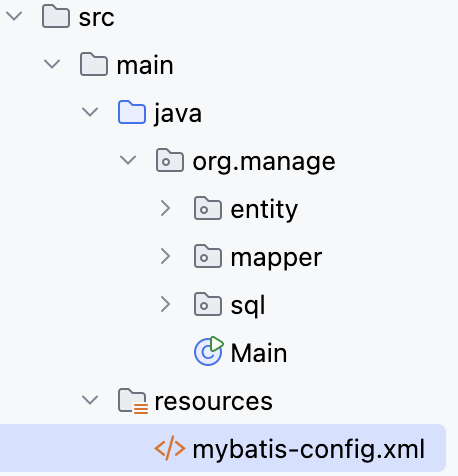 src
main
java
org.manage
entity
mapper
sql
Main
resources
mybatis-config.xml